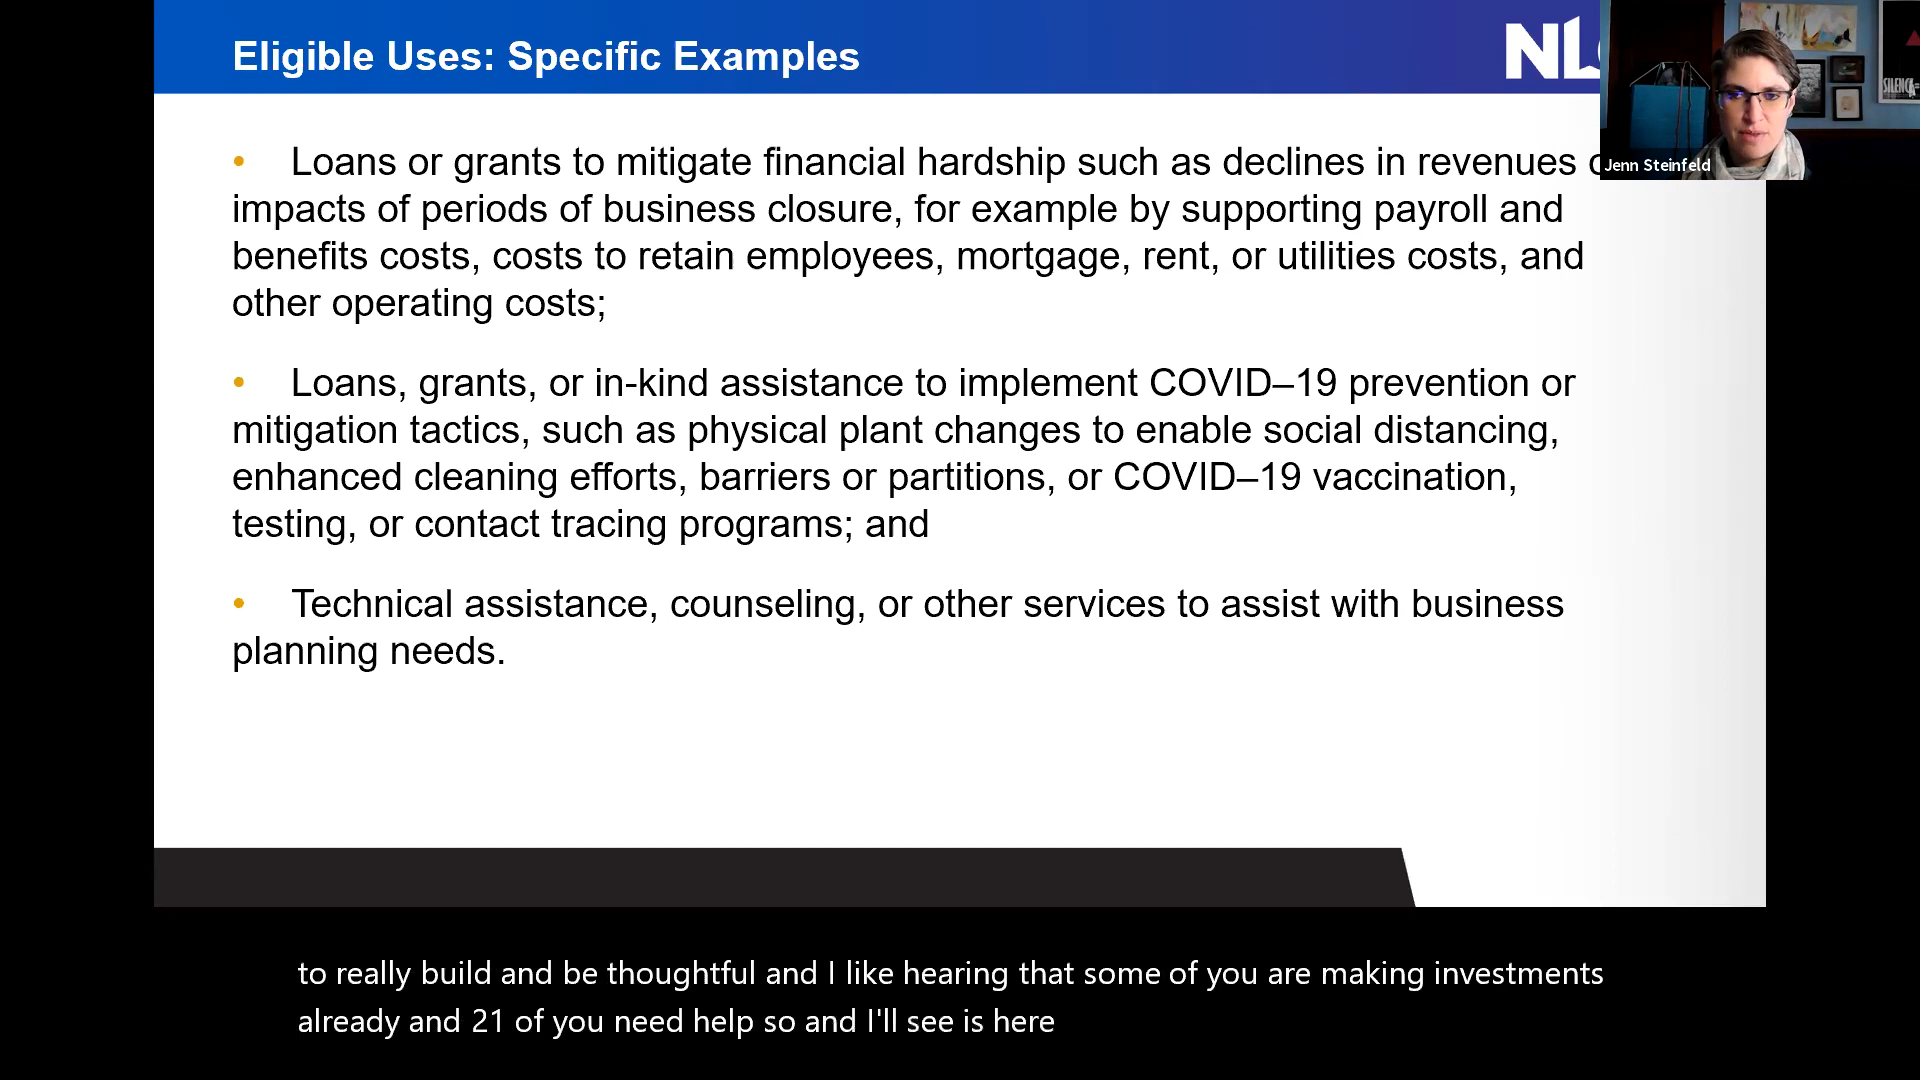 Eligible Uses: Specific Examples
NL
SILENC
Jenn Steinfeld
• Loans or grants to mitigate financial hardship such as declines in revenues
impacts of periods of business closure, for example by supporting payroll and
benefits costs, costs to retain employees, mortgage, rent, or utilities costs, and
other operating costs;
• Loans, grants, or in-kind assistance to implement COVID–19 prevention or
mitigation tactics, such as physical plant changes to enable social distancing,
enhanced cleaning efforts, barriers or partitions, or COVID–19 vaccination,
testing, or contact tracing programs; and
• Technical assistance, counseling, or other services to assist with business
planning needs.
to really build and be thoughtful and I like hearing that some of you are making investments
already and 21 of you need help so and I'll see is here